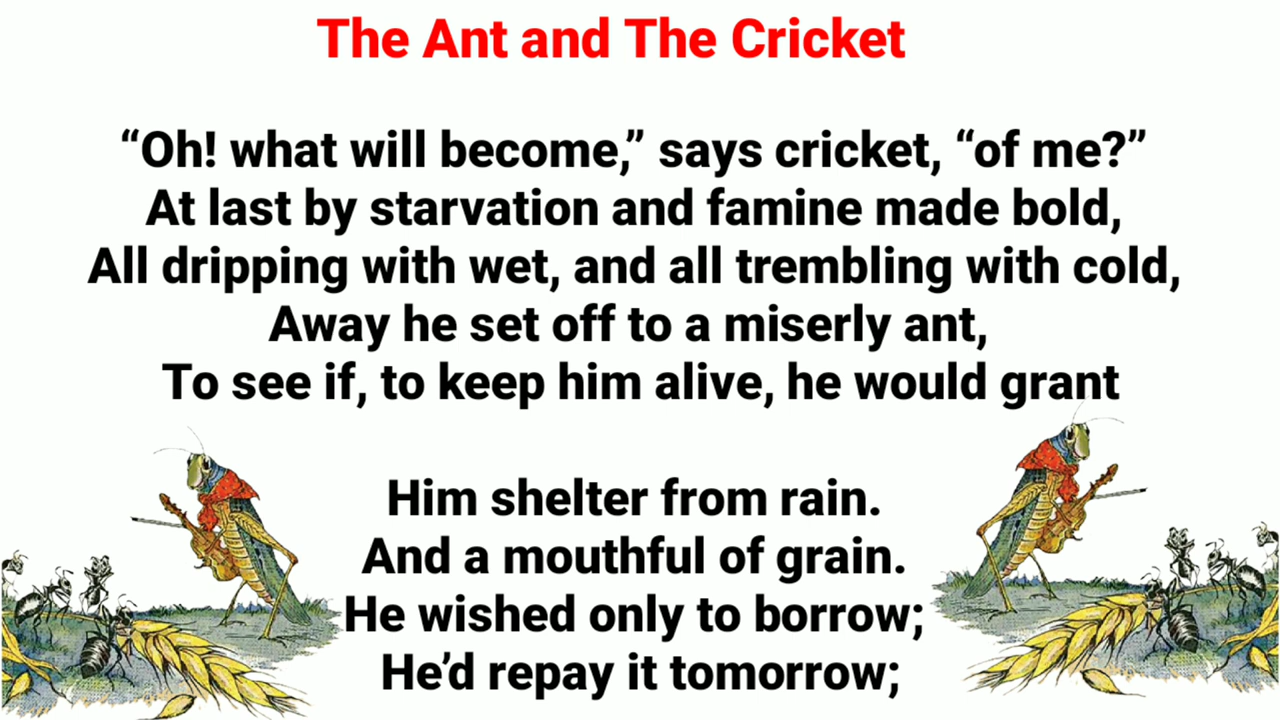 The Ant and The Cricket
“Oh! what will become,” says cricket, “of me?”
At last by starvation and famine made bold,
All dripping with wet, and all trembling with cold,
Away he set off to a miserly ant,
To see if, to keep him alive, he would grant
Him shelter from rain.
And a mouthful of grain.
He wished only to borrow;
He’d repay it tomorrow;